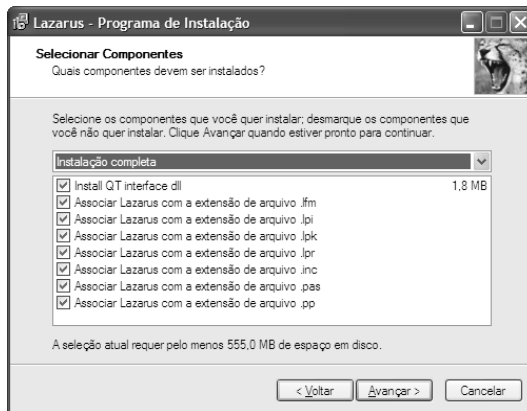 Lazarus - Programa de Instalação
Selecionar Componentes
Quais componentes devem ser instalados?
Selecione os componentes que você quer instalar; desmarque os componentes que
você não quer instalar. Clique Avançar quando estiver pronto para continuar.
Instalação completa
Install QT interface dll 1,8 MB
Associar Lazarus com a extensão de arquivo .lfm
Associar Lazarus com a extensão de arquivo .lpi
Associar Lazarus com a extensão de arquivo .lpk
Associar Lazarus com a extensão de arquivo .lpr
Associar Lazarus com a extensão de arquivo .inc
Associar Lazarus com a extensão de arquivo .pas
Associar Lazarus com a extensão de arquivo .pp
A seleção atual requer pelo menos 555,0 MB de espaço em disco.
< Voltar Avançar > Cancelar